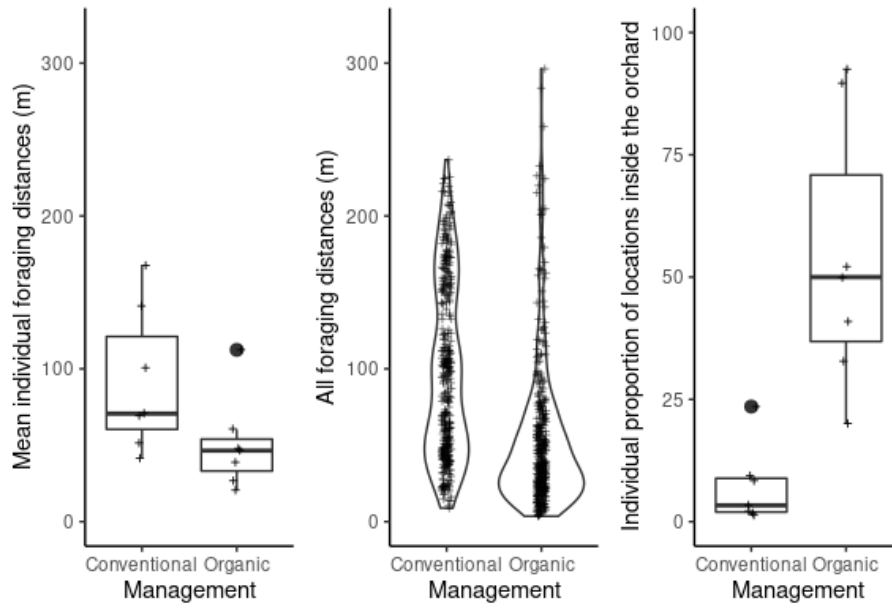 Mean individual foraging distances (m)
300
200
100
0
Conventional Organic
Management
All foraging distances (m)
300
200
100
0
Conventional Organic
Management
Individual proportion of locations inside the orchard
100
75
50
25
0
Conventional Organic
Management